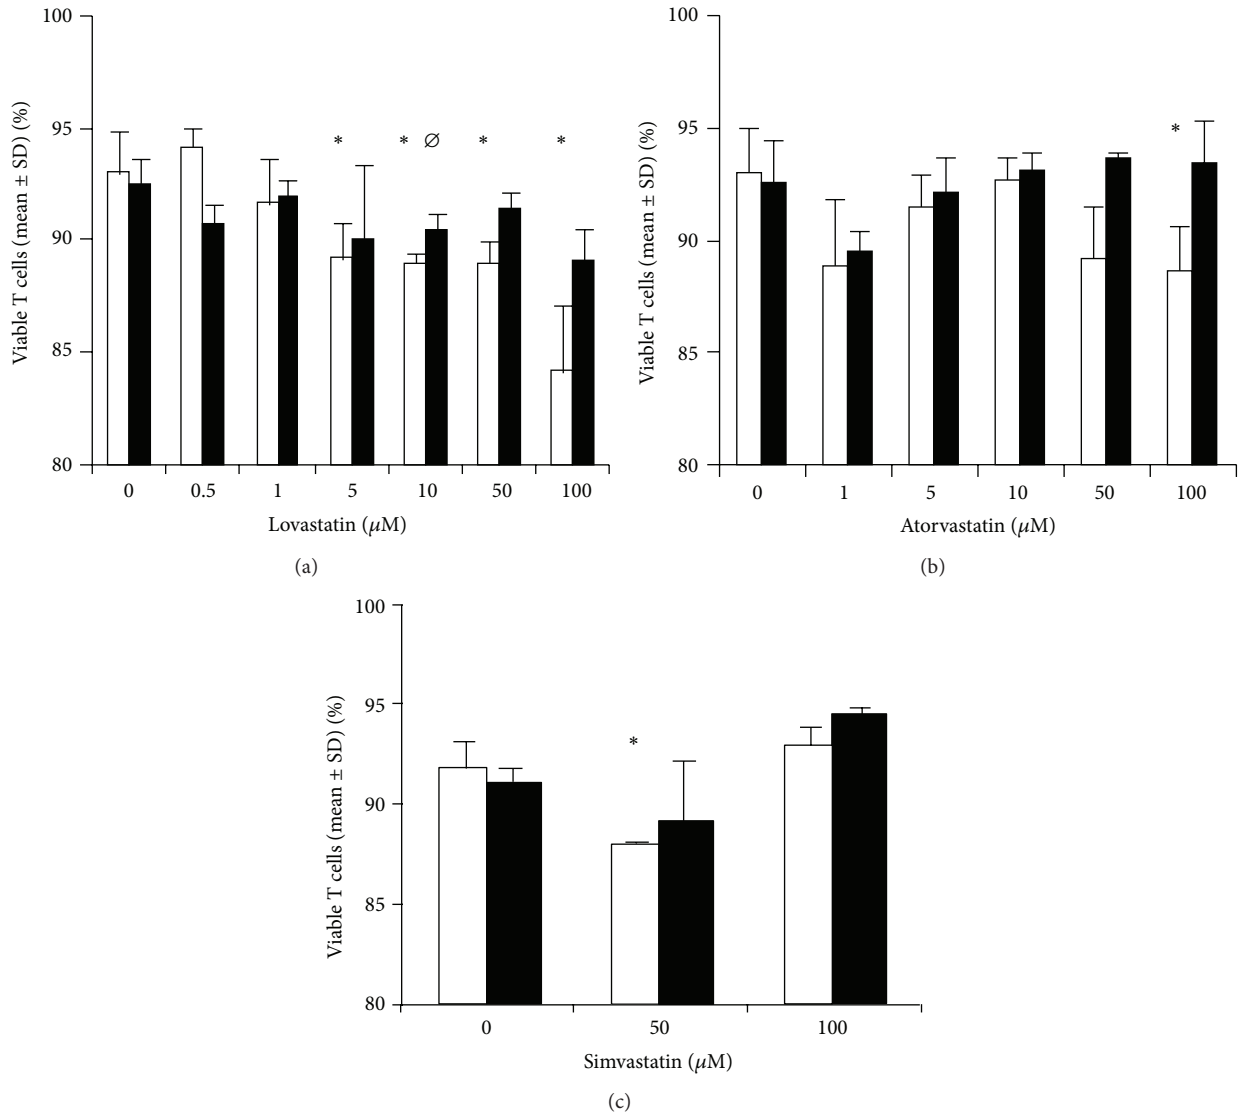 100
95
90
85
80
Viable T cells (mean ± SD) (%)
* * ∅ * *
0 0.5 1 5 10 50 100
Lovastatin (μM)
(a)
100
95
90
85
80
Viable T cells (mean ± SD) (%)
*
0 1 5 10 50 100
Atorvastatin (μM)
(b)
100
95
90
85
80
Viable T cells (mean ± SD) (%)
*
0 50 100
Simvastatin (μM)
(c)